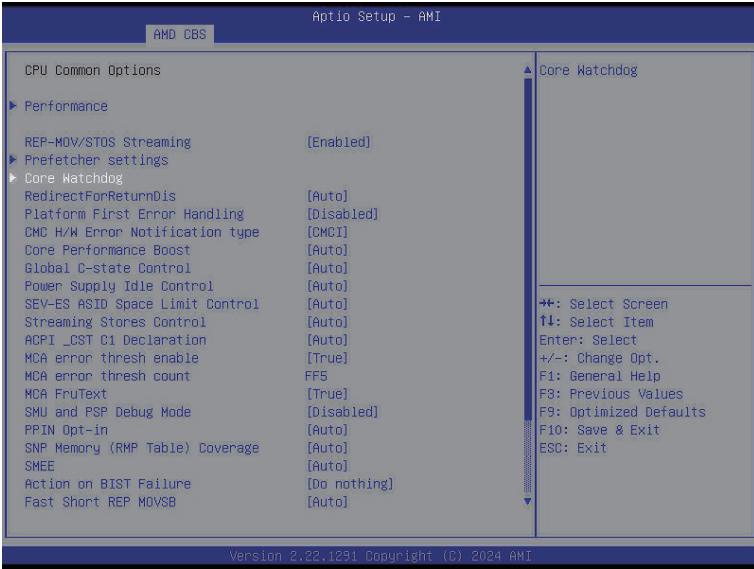 Aptio Setup – AMI
AMD CBS
CPU Common Options
Performance
REP-MOV/STOS Streaming [Enabled]
Prefetcher settings
Core Watchdog
RedirectForReturnDis [Auto]
Platform First Error Handling [Disabled]
CMC H/W Error Notification type [CMCI]
Core Performance Boost [Auto]
Global C-state Control [Auto]
Power Supply Idle Control [Auto]
SEV-ES ASID Space Limit Control [Auto]
Streaming Stores Control [Auto]
ACPI _CST C1 Declaration [Auto]
MCA error thresh enable [True]
MCA error thresh count FF5
MCA FruText [True]
SMU and PSP Debug Mode [Disabled]
PPIN Opt-in [Auto]
SNP Memory (RMP Table) Coverage [Auto]
SMEE [Auto]
Action on BIST Failure [Do nothing]
Fast Short REP MOVSB [Auto]
Core Watchdog
→←: Select Screen
↑↓: Select Item
Enter: Select
+/-: Change Opt.
F1: General Help
F3: Previous Values
F9: Optimized Defaults
F10: Save & Exit
ESC: Exit
Version 2.22.1291 Copyright (C) 2024 AMI